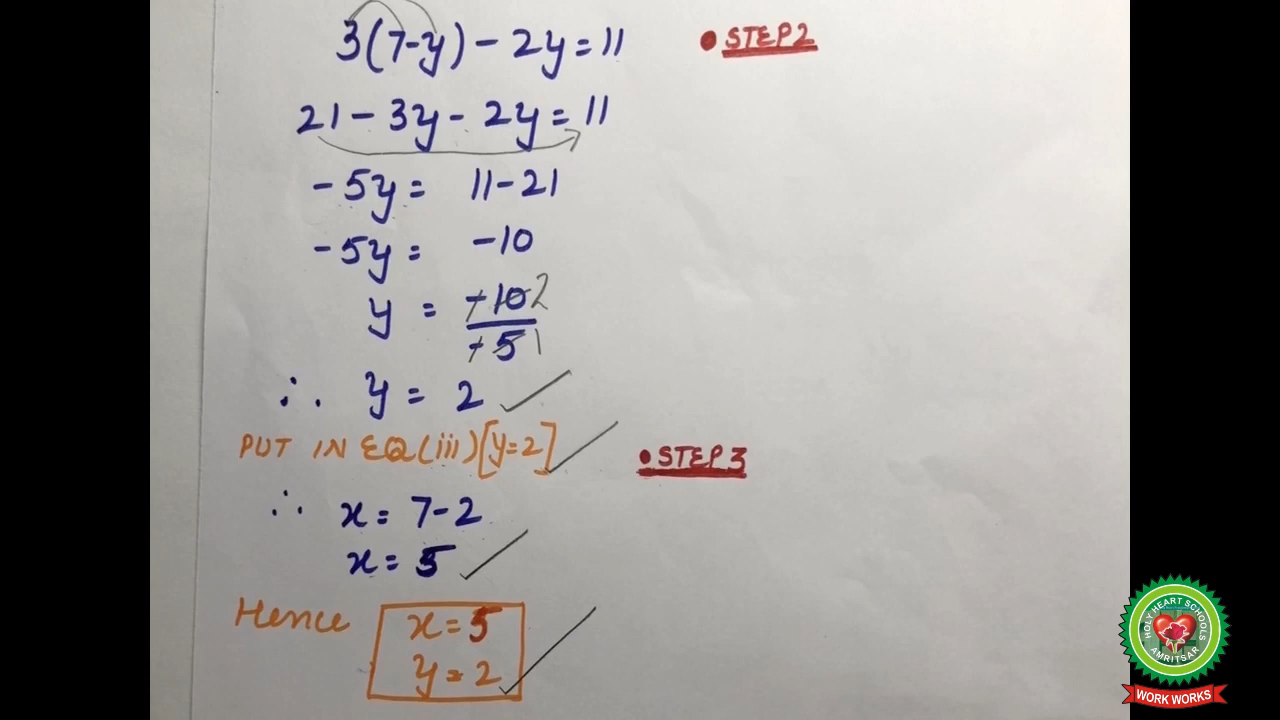 3(7-y) - 2y = 11
• STEP 2
21 - 3y - 2y = 11
-5y = 11-21
-5y = -10
y = -10/-5 2 1
∴ y = 2
PUT IN EQ(iii)[y=2]
• STEP 3
∴ x = 7-2
x = 5
Hence x = 5
y = 2
HOLY HEART SCHOOLS
AMRITSAR
WORK WORKS